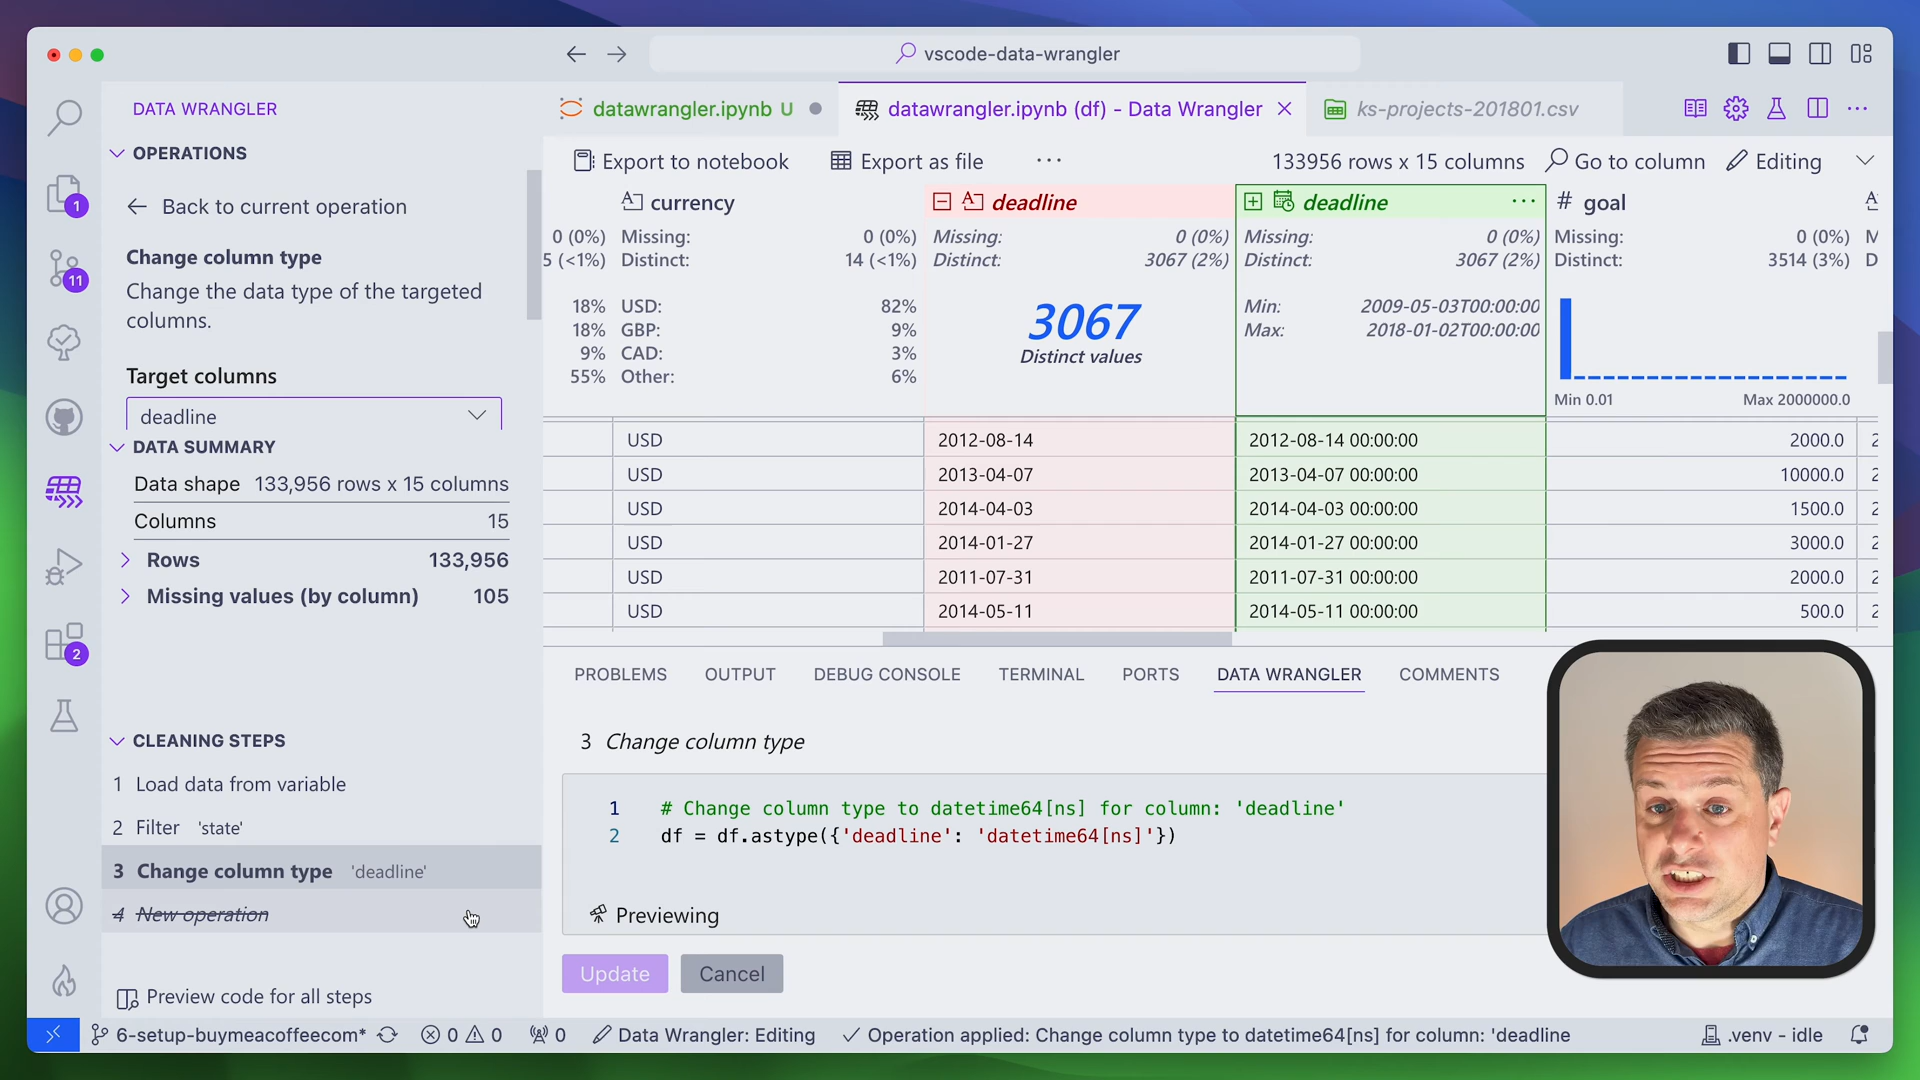 vscode-data-wrangler
DATA WRANGLER
datawrangler.ipynb U
datawrangler.ipynb (df) - Data Wrangler
ks-projects-201801.csv
OPERATIONS
Export to notebook
Export as file
133956 rows x 15 columns
Go to column
Editing
Back to current operation
Change column type
Change the data type of the targeted
columns.
Target columns
deadline
DATA SUMMARY
Data shape 133,956 rows x 15 columns
Columns 15
Rows 133,956
Missing values (by column) 105
CLEANING STEPS
1 Load data from variable
2 Filter 'state'
3 Change column type 'deadline'
4 New operation
Preview code for all steps
0 (0%)
5 (<1%)
18%
18%
9%
55%
currency
Missing: 0 (0%)
Distinct: 14 (<1%)
USD: 82%
GBP: 9%
CAD: 3%
Other: 6%
deadline
Missing: 0 (0%)
Distinct: 3067 (2%)
3067
Distinct values
deadline
Missing: 0 (0%)
Distinct: 3067 (2%)
Min: 2009-05-03T00:00:00
Max: 2018-01-02T00:00:00
# goal
Missing: 0 (0%)
Distinct: 3514 (3%)
Min 0.01 Max 2000000.0
M
D
USD 2012-08-14 2012-08-14 00:00:00 2000.0 2
USD 2013-04-07 2013-04-07 00:00:00 10000.0 2
USD 2014-04-03 2014-04-03 00:00:00 1500.0 2
USD 2014-01-27 2014-01-27 00:00:00 3000.0 2
USD 2011-07-31 2011-07-31 00:00:00 2000.0 2
USD 2014-05-11 2014-05-11 00:00:00 500.0 2
PROBLEMS OUTPUT DEBUG CONSOLE TERMINAL PORTS DATA WRANGLER COMMENTS
3 Change column type
1 # Change column type to datetime64[ns] for column: 'deadline'
2 df = df.astype({'deadline': 'datetime64[ns]'})
Previewing
Update
Cancel
1
11
2
6-setup-buymeacoffeecom* 0 0 0 Data Wrangler: Editing Operation applied: Change column type to datetime64[ns] for column: 'deadline .venv - idle